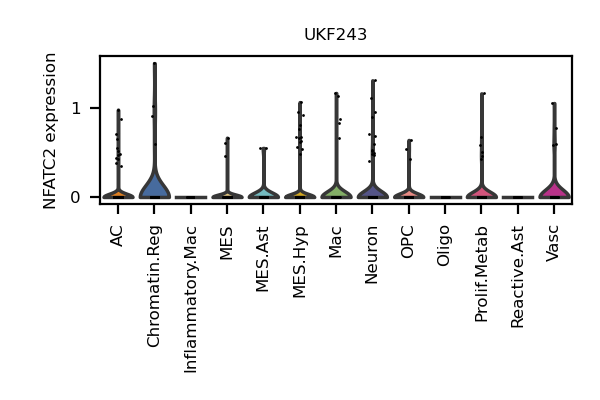 UKF243
NFATC2 expression
1
0
AC
Chromatin.Reg
Inflammatory.Mac
MES
MES.Ast
MES.Hyp
Mac
Neuron
OPC
Oligo
Prolif.Metab
Reactive.Ast
Vasc